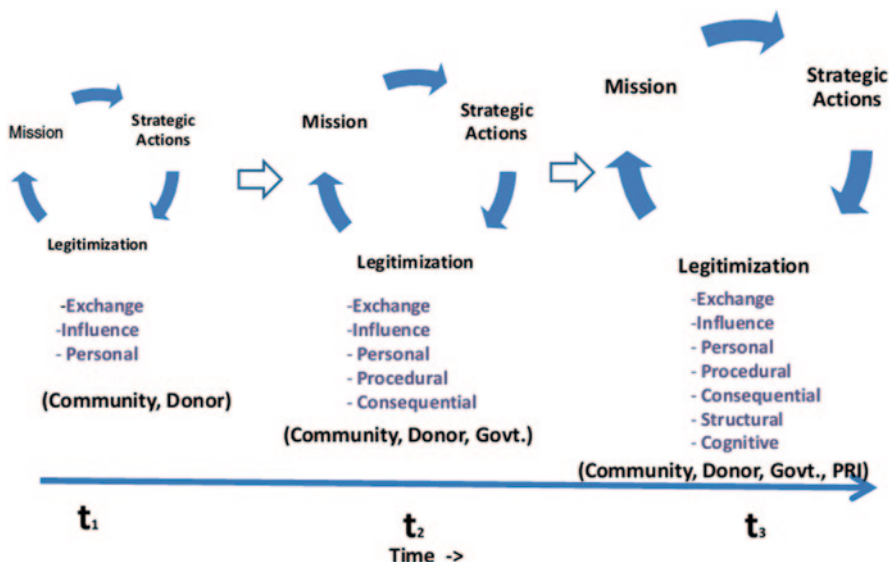 Mission
Strategic
Actions
Legitimization
-Exchange
-Influence
- Personal
(Community, Donor)
Mission
Strategic
Actions
Legitimization
-Exchange
-Influence
- Personal
- Procedural
- Consequential
(Community, Donor, Govt.)
Mission
Strategic
Actions
Legitimization
-Exchange
-Influence
- Personal
- Procedural
- Consequential
- Structural
- Cognitive
(Community, Donor, Govt., PRI)
t₁
t₂
t₃
Time ->